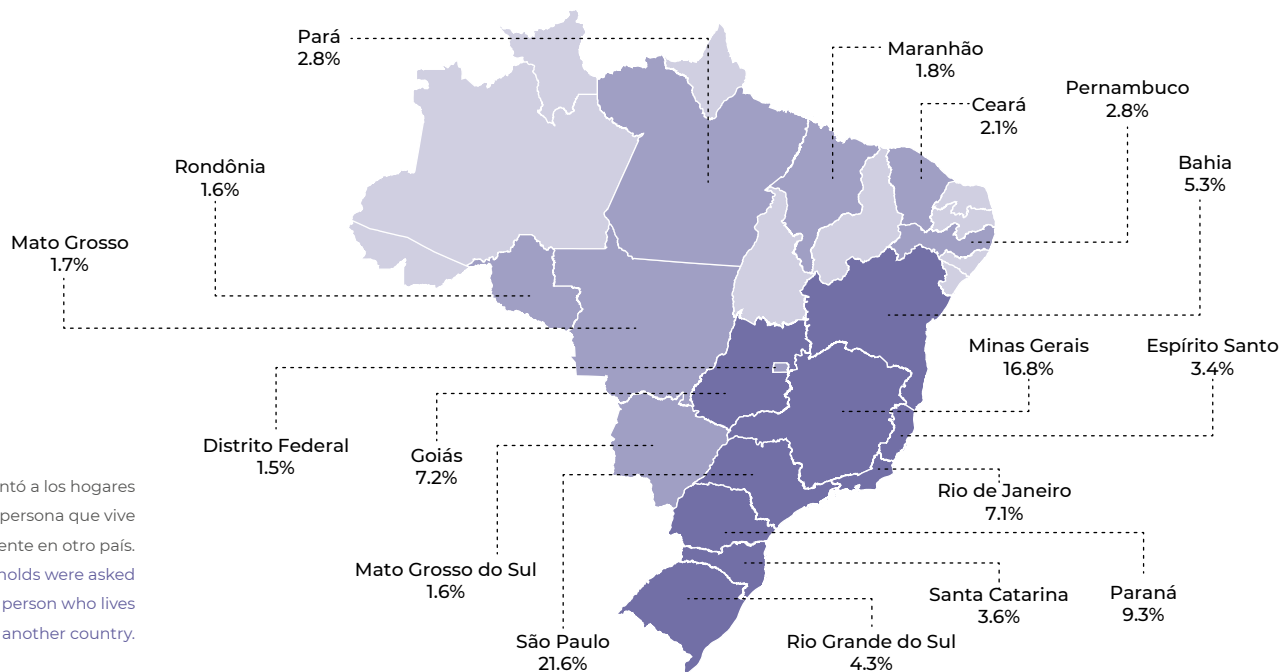 Pará
2.8%
Maranhão
1.8%
Pernambuco
2.8%
Ceará
2.1%
Bahia
5.3%
Rondônia
1.6%
Mato Grosso
1.7%
Minas Gerais
16.8%
Espírito Santo
3.4%
Distrito Federal
1.5%
Goiás
7.2%
Rio de Janeiro
7.1%
Mato Grosso do Sul
1.6%
Santa Catarina
3.6%
Paraná
9.3%
São Paulo
21.6%
Rio Grande do Sul
4.3%
ntó a los hogares
persona que vive
ente en otro país.
holds were asked
person who lives
another country.